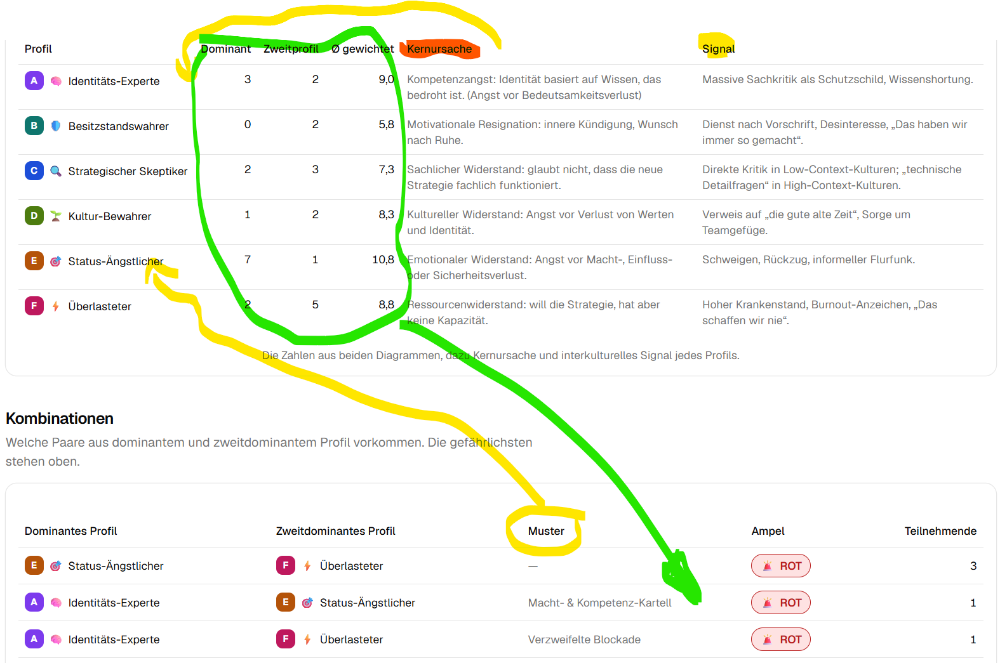 Profil Dominant Zweitprofil Ø gewichtet Kernursache Signal
A Identitäts-Experte 3 2 9,0 Kompetenzangst: Identität basiert auf Wissen, das Massive Sachkritik als Schutzschild, Wissenshortung.
bedroht ist. (Angst vor Bedeutsamkeitsverlust)
B Besitzstandswahrer 0 2 5,8 Motivationale Resignation: innere Kündigung, Wunsch Dienst nach Vorschrift, Desinteresse, „Das haben wir
nach Ruhe. immer so gemacht“.
C Strategischer Skeptiker 2 3 7,3 Sachlicher Widerstand: glaubt nicht, dass die neue Direkte Kritik in Low-Context-Kulturen; „technische
Strategie fachlich funktioniert. Detailfragen“ in High-Context-Kulturen.
D Kultur-Bewahrer 1 2 8,3 Kultureller Widerstand: Angst vor Verlust von Werten Verweis auf „die gute alte Zeit“, Sorge um
und Identität. Teamgefüge.
E Status-Ängstlicher 7 1 10,8 Emotionaler Widerstand: Angst vor Macht-, Einfluss- Schweigen, Rückzug, informeller Flurfunk.
oder Sicherheitsverlust.
F Überlasteter 2 5 8,8 Ressourcenwiderstand: will die Strategie, hat aber Hoher Krankenstand, Burnout-Anzeichen, „Das
keine Kapazität. schaffen wir nie“.
Die Zahlen aus beiden Diagrammen, dazu Kernursache und interkulturelles Signal jedes Profils.
Kombinationen
Welche Paare aus dominantem und zweitdominantem Profil vorkommen. Die gefährlichsten
stehen oben.
Dominantes Profil Zweitdominantes Profil Muster Ampel Teilnehmende
E Status-Ängstlicher F Überlasteter — ROT 3
A Identitäts-Experte E Status-Ängstlicher Macht- & Kompetenz-Kartell ROT 1
A Identitäts-Experte F Überlasteter Verzweifelte Blockade ROT 1